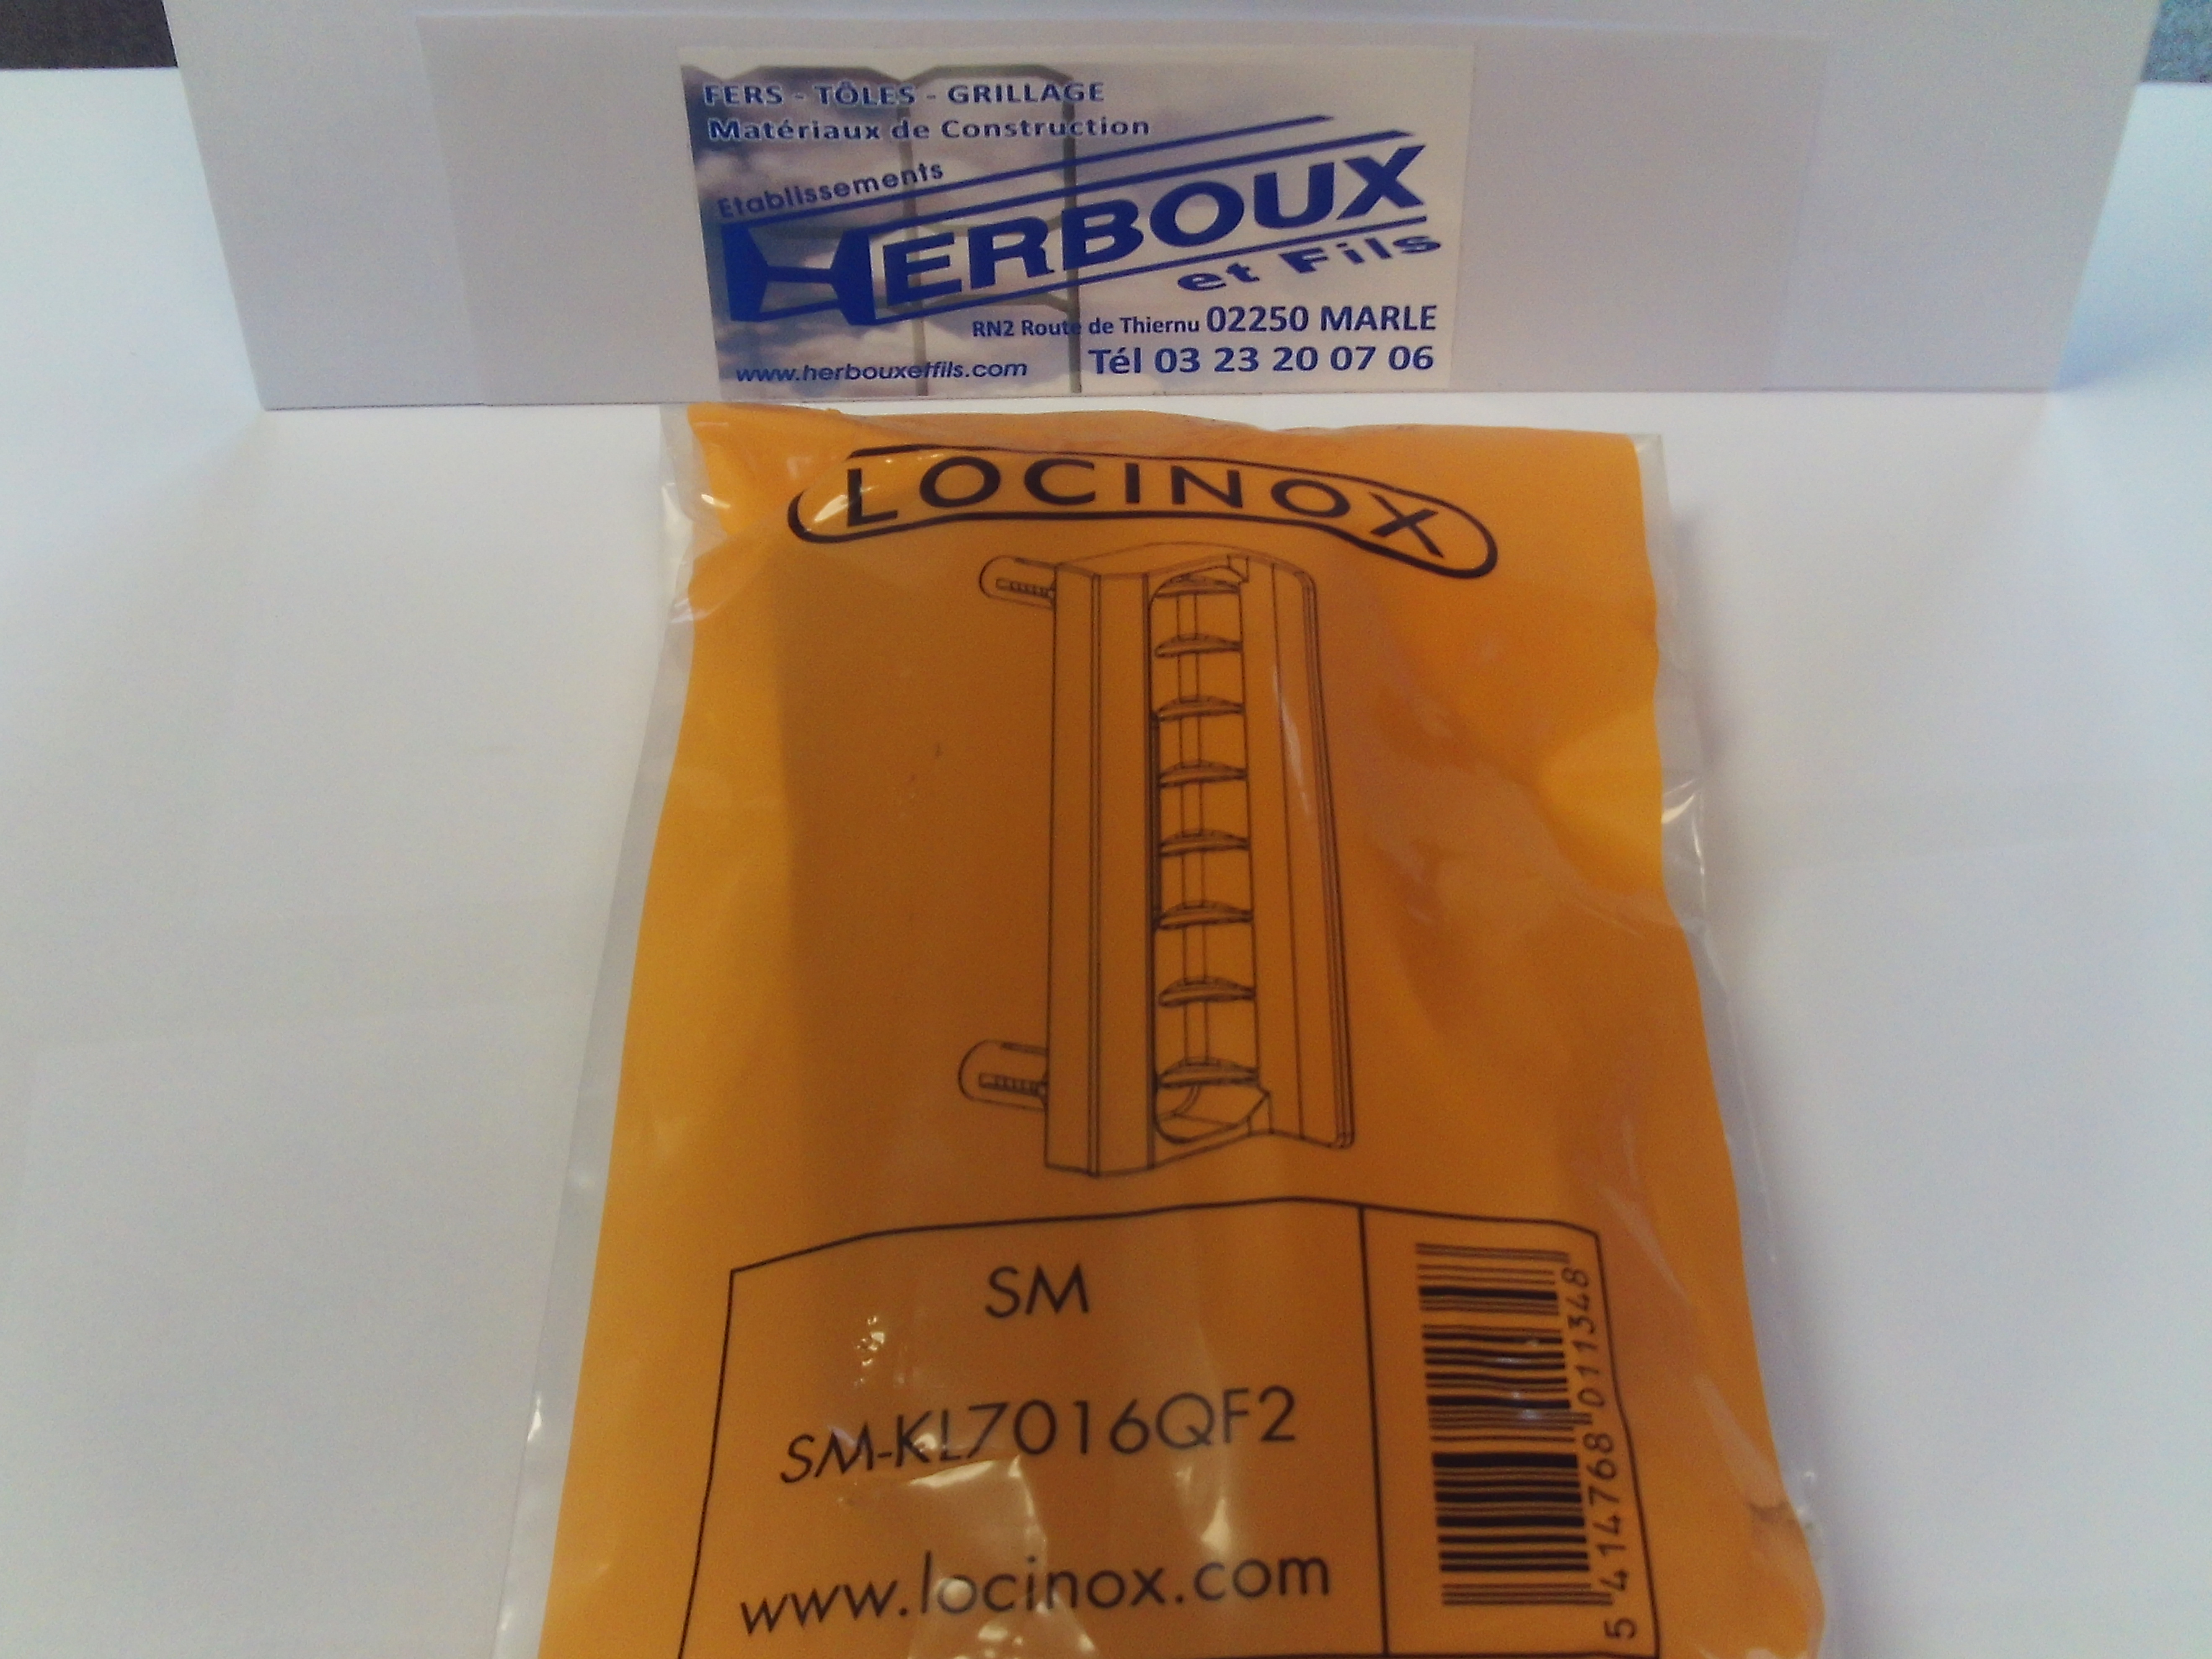 FERS - TÔLES - GRILLAGE
Matériaux de Construction
Etablissements
HERBOUX
et Fils
RN2 Route de Thiernu 02250 MARLE
www.herbouxetfils.com Tél 03 23 20 07 06
LOCINOX
SM
SM-KL7016QF2
www.locinox.com
5 414768 011348